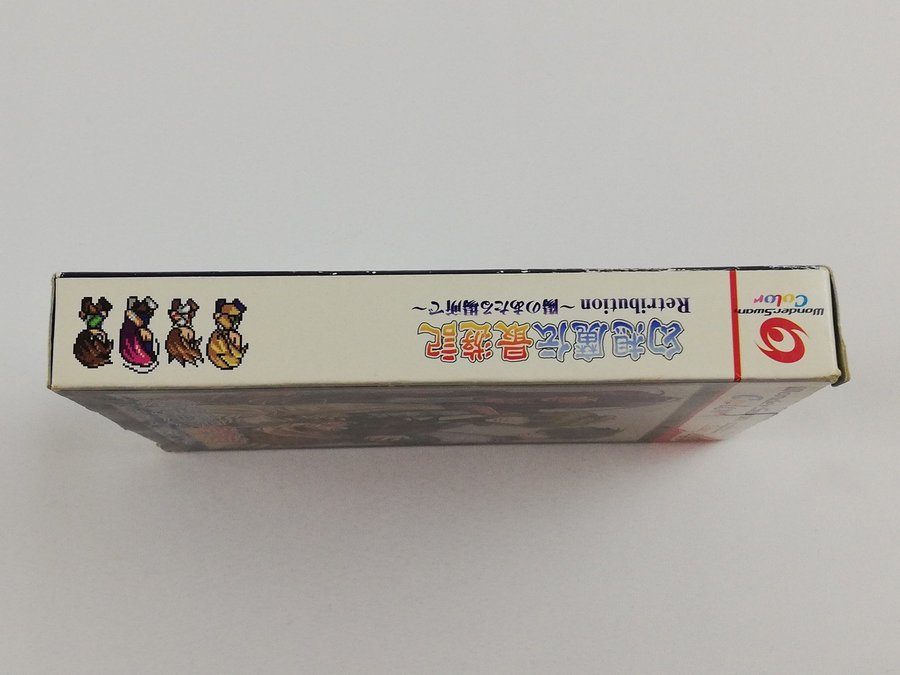 WonderSwan
Color
幻想魔伝最遊記
Retribution ~陽のあたる場所で~